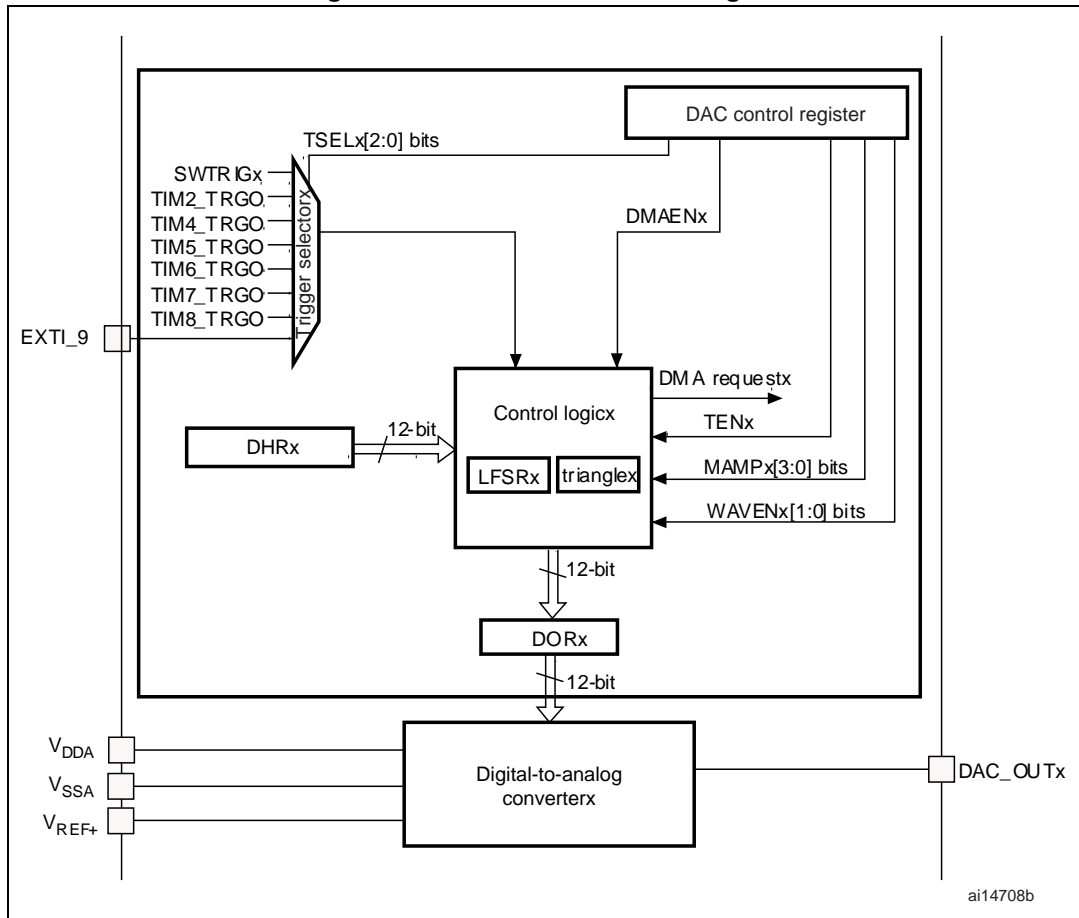 DAC control register
TSELx[2:0] bits
SWTRIGx
TIM2_TRGO
TIM4_TRGO
TIM5_TRGO
TIM6_TRGO
TIM7_TRGO
TIM8_TRGO
Trigger selectorx
EXTI_9
DMAENx
DMA requestx
Control logicx
TENx
DHRx
12-bit
LFSRx
trianglex
MAMPx[3:0] bits
WAVENx[1:0] bits
12-bit
DORx
12-bit
VDDA
VSSA
VREF+
Digital-to-analog
converterx
DAC_OUTx
ai14708b